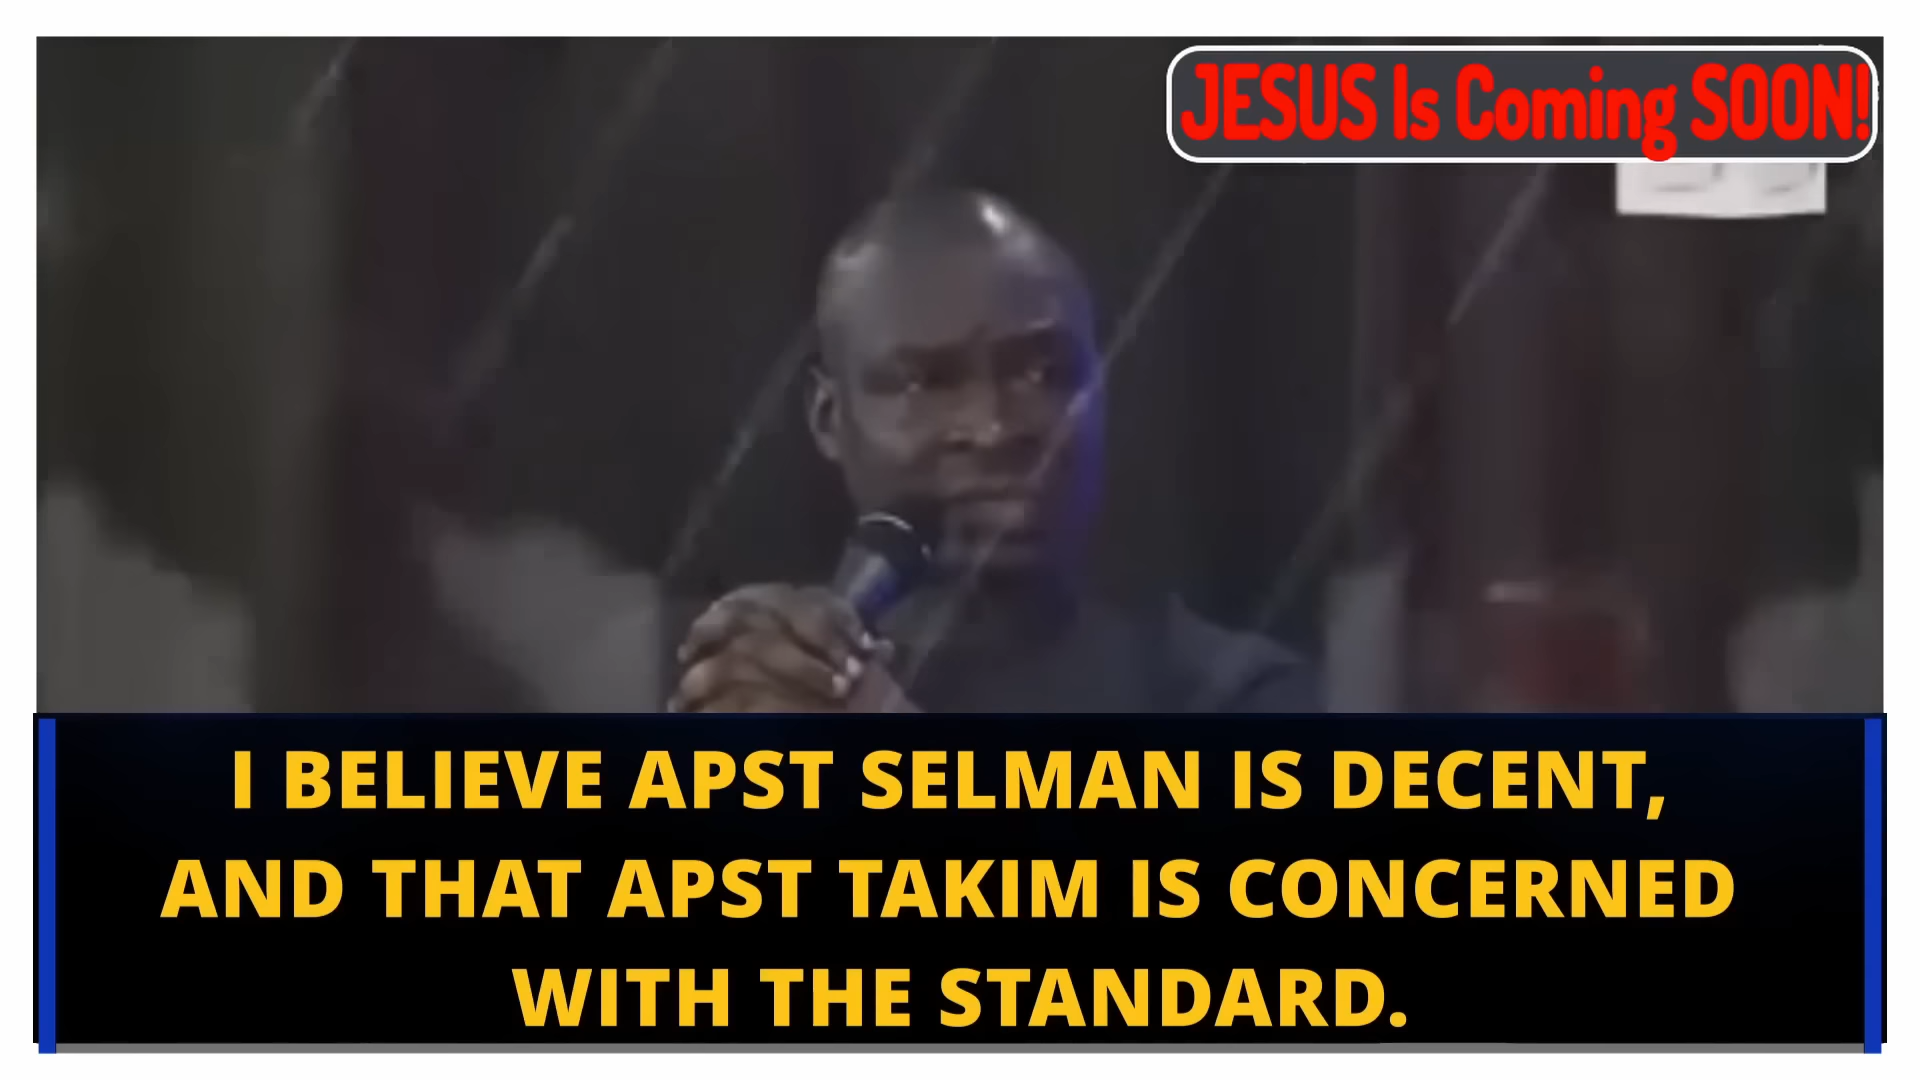 JESUS Is Coming SOON!
I BELIEVE APST SELMAN IS DECENT,
AND THAT APST TAKIM IS CONCERNED
WITH THE STANDARD.